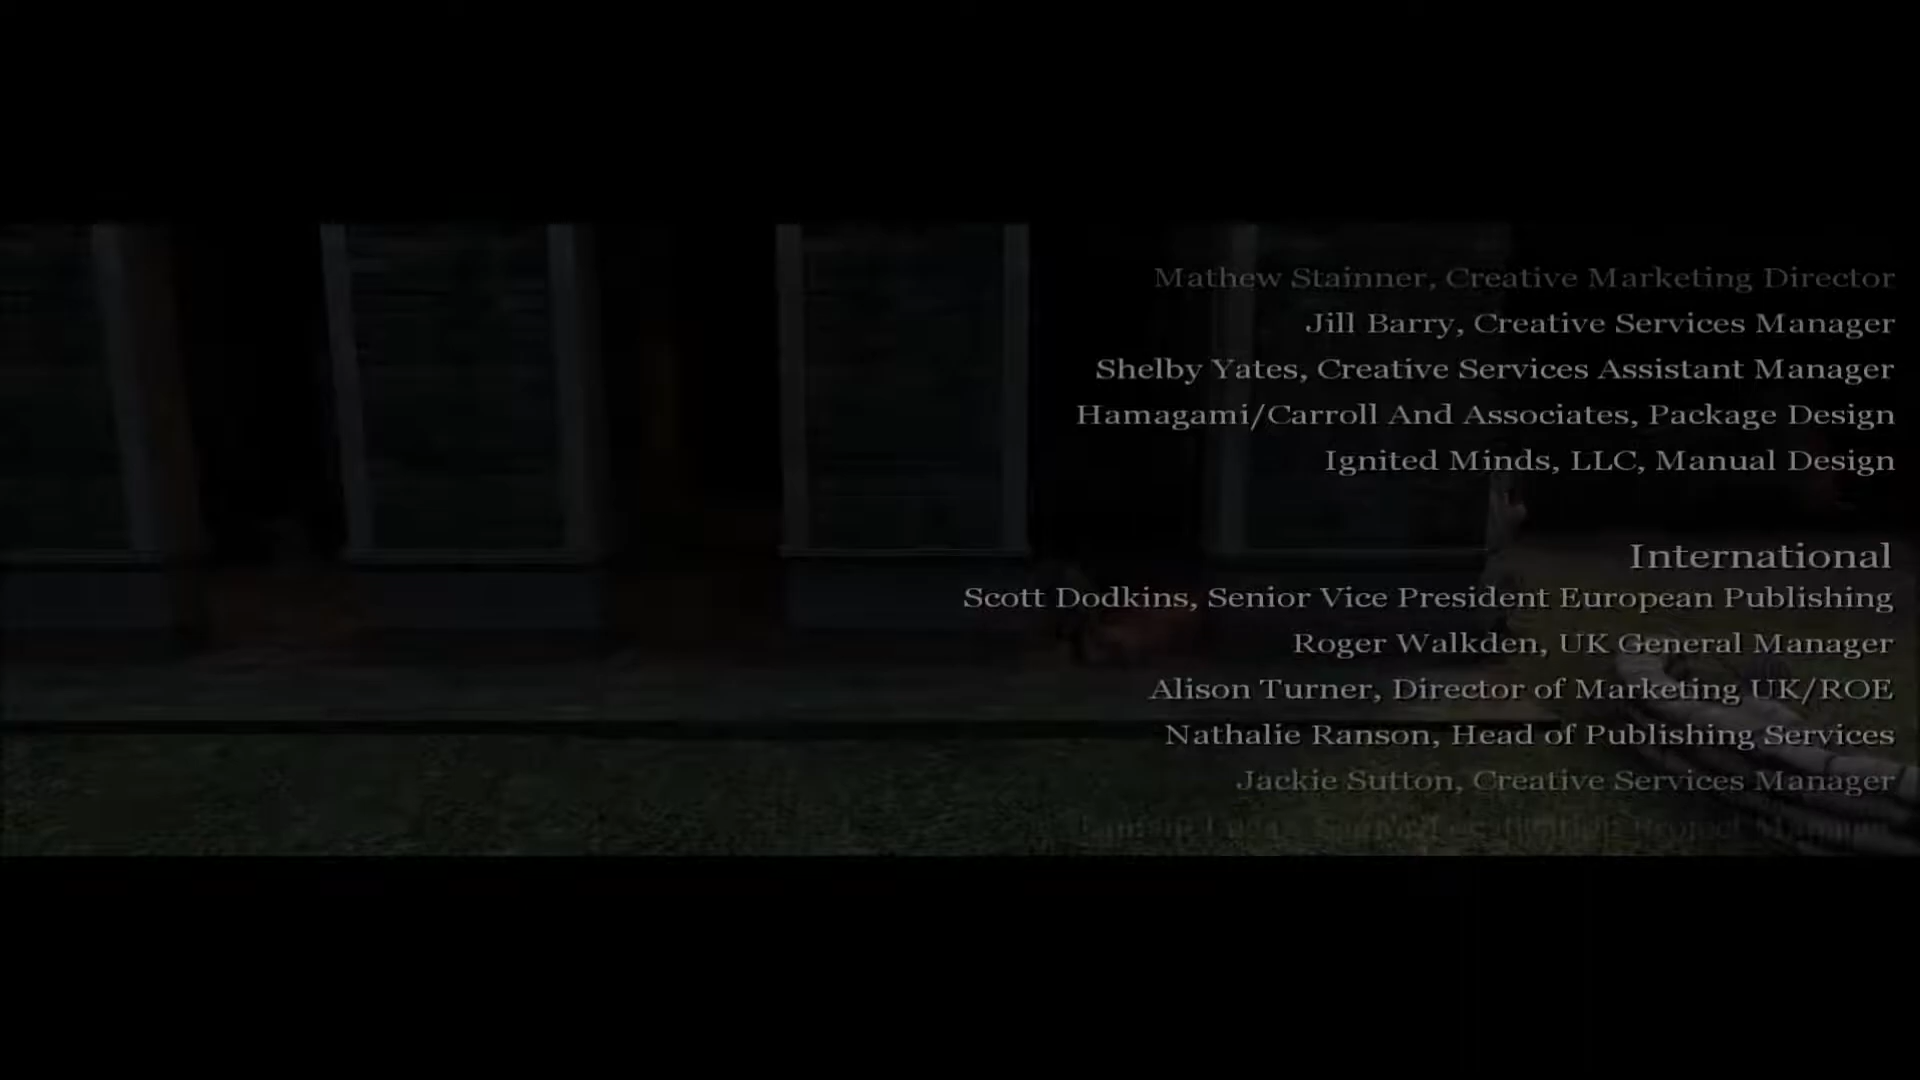 Mathew Stainner, Creative Marketing Director
Jill Barry, Creative Services Manager
Shelby Yates, Creative Services Assistant Manager
Hamagami/Carroll And Associates, Package Design
Ignited Minds, LLC, Manual Design
International
Scott Dodkins, Senior Vice President European Publishing
Roger Walkden, UK General Manager
Alison Turner, Director of Marketing UK/ROE
Nathalie Ranson, Head of Publishing Services
Jackie Sutton, Creative Services Manager
Project